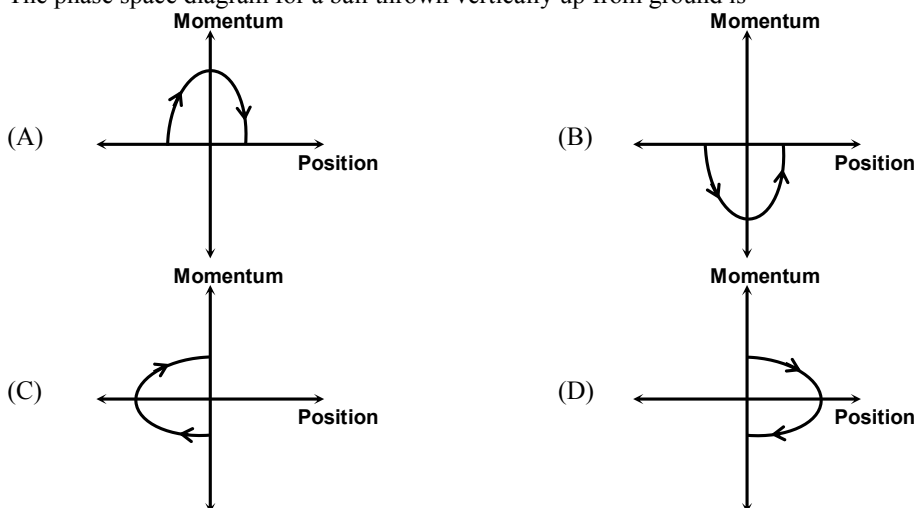 The phase space diagram for a ball thrown vertically up from ground is
Momentum
Momentum
(A)
Position
(B)
Position
Momentum
Momentum
(C)
Position
(D)
Position